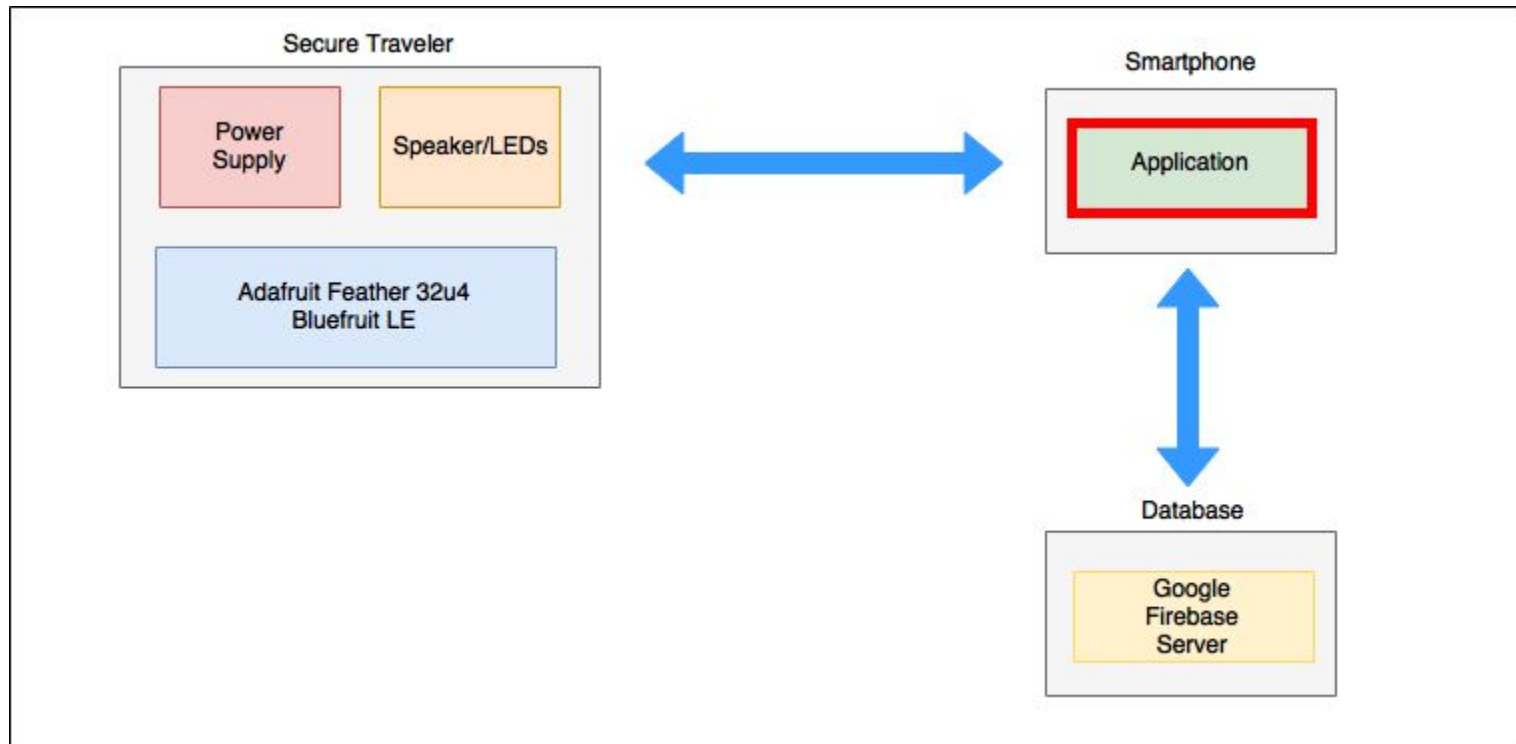 Secure Traveler
Power
Supply
Speaker/LEDs
Adafruit Feather 32u4
Bluefruit LE
Smartphone
Application
Database
Google
Firebase
Server